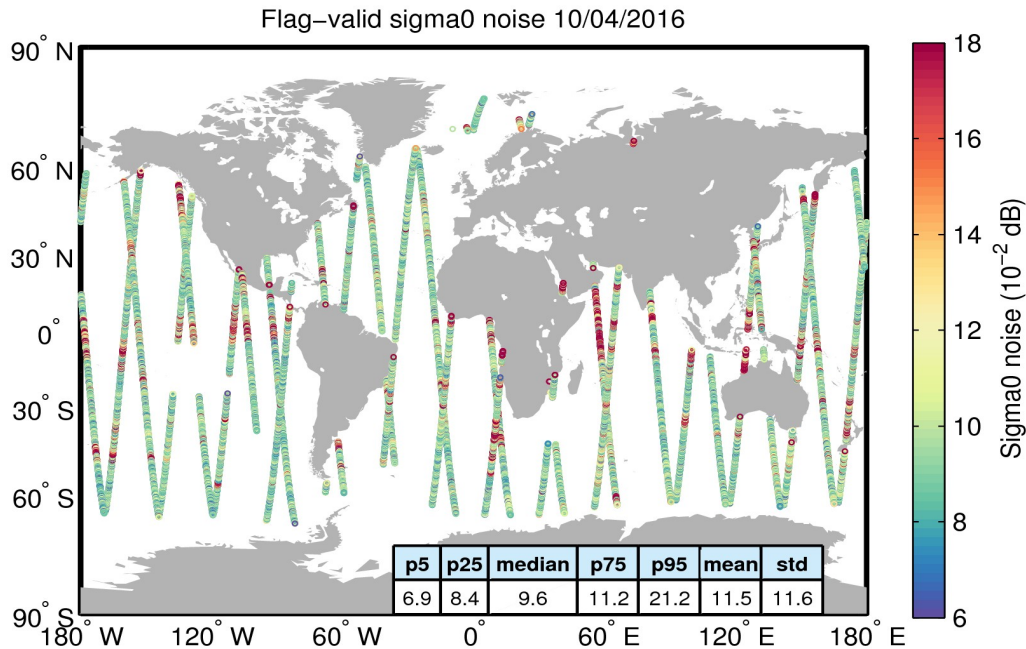 Flag−valid sigma0 noise 10/04/2016
90° N
60° N
30° N
0°
30° S
60° S
90° S
180° W
120° W
60° W
0°
60° E
120° E
180° E
p5 p25 median p75 p95 mean std
6.9 8.4 9.6 11.2 21.2 11.5 11.6
18
16
14
12
10
8
6
Sigma0 noise (10⁻² dB)